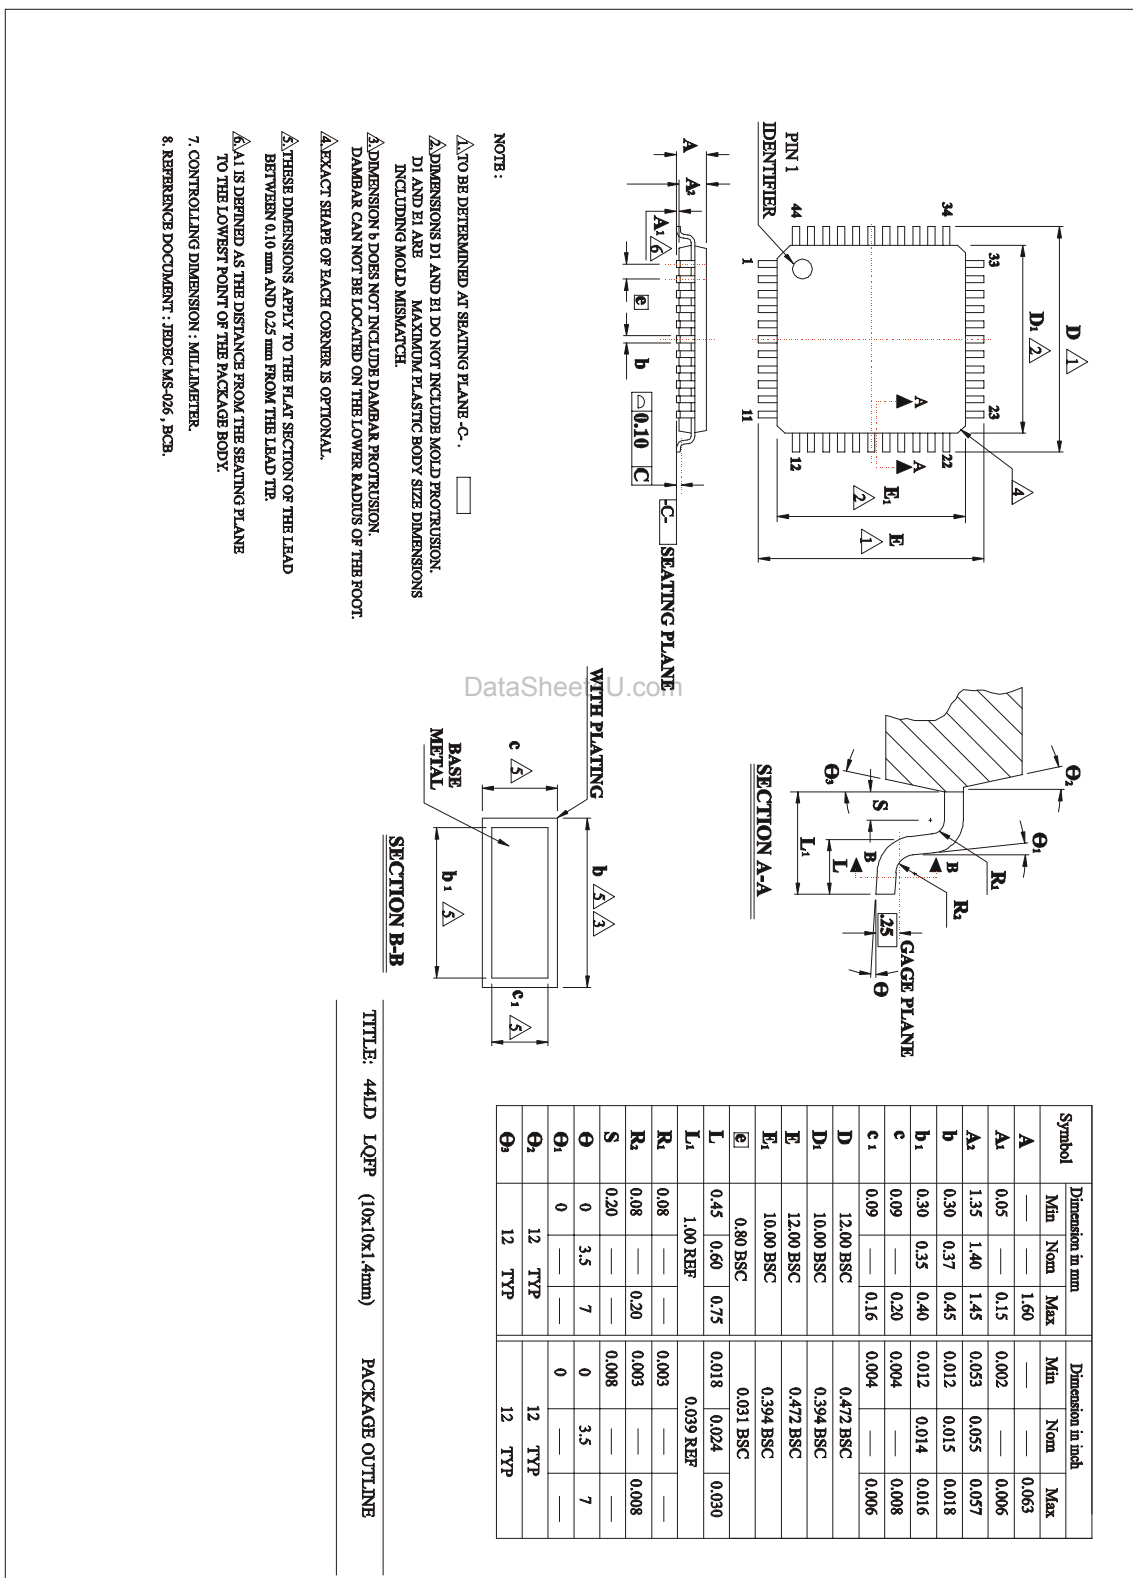 PIN 1
IDENTIFIER
44
34
1
33
11
23
12
22
D 1
D1 2
A
A
4
E1
2
E
1
A
A2
A1 6
e
b
0.10 C
-C- SEATING PLANE
NOTE :
1. TO BE DETERMINED AT SEATING PLANE -C- .
2. DIMENSIONS D1 AND E1 DO NOT INCLUDE MOLD PROTRUSION.
D1 AND E1 ARE MAXIMUM PLASTIC BODY SIZE DIMENSIONS
INCLUDING MOLD MISMATCH.
3. DIMENSION b DOES NOT INCLUDE DAMBAR PROTRUSION.
DAMBAR CAN NOT BE LOCATED ON THE LOWER RADIUS OF THE FOOT.
4. EXACT SHAPE OF EACH CORNER IS OPTIONAL.
5. THESE DIMENSIONS APPLY TO THE FLAT SECTION OF THE LEAD
BETWEEN 0.10 mm AND 0.25 mm FROM THE LEAD TIP.
6. A1 IS DEFINED AS THE DISTANCE FROM THE SEATING PLANE
TO THE LOWEST POINT OF THE PACKAGE BODY.
7. CONTROLLING DIMENSION : MILLIMETER.
8. REFERENCE DOCUMENT : JEDEC MS-026 , BCB.
DataSheet4U.com
Θ2
Θ1
R1
R2
GAGE PLANE
.25
Θ
Θ3
S
B
B
L
L1
SECTION A-A
WITH PLATING
b 5 3
c 5
BASE
METAL
b1 5
c1 5
SECTION B-B
Symbol Dimension in mm Dimension in inch
Min Nom Max Min Nom Max
A — — 1.60 — — 0.063
A1 0.05 — 0.15 0.002 — 0.006
A2 1.35 1.40 1.45 0.053 0.055 0.057
b 0.30 0.37 0.45 0.012 0.015 0.018
b1 0.30 0.35 0.40 0.012 0.014 0.016
c 0.09 — 0.20 0.004 — 0.008
c1 0.09 — 0.16 0.004 — 0.006
D 12.00 BSC 0.472 BSC
D1 10.00 BSC 0.394 BSC
E 12.00 BSC 0.472 BSC
E1 10.00 BSC 0.394 BSC
e 0.80 BSC 0.031 BSC
L 0.45 0.60 0.75 0.018 0.024 0.030
L1 1.00 REF 0.039 REF
R1 0.08 — — 0.003 — —
R2 0.08 — 0.20 0.003 — 0.008
S 0.20 — — 0.008 — —
Θ 0 3.5 7 0 3.5 7
Θ1 0 — — 0 — —
Θ2 12 TYP 12 TYP
Θ3 12 TYP 12 TYP
TITLE: 44LD LQFP (10x10x1.4mm) PACKAGE OUTLINE